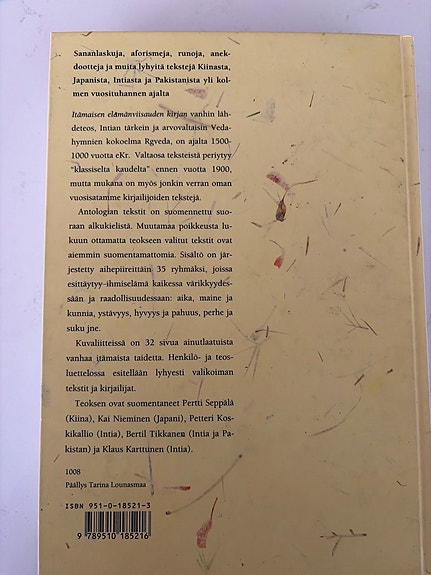 Sananlaskuja, aforismeja, runoja, anek-
dootteja ja muita lyhyitä tekstejä Kiinasta,
Japanista, Intiasta ja Pakistanista yli kol-
men vuosituhannen ajalta
Itämaisen elämänviisauden kirjan vanhin läh-
deteos, Intian tärkein ja arvovaltaisin Veda-
hymnien kokoelma Rgveda, on ajalta 1500-
1000 vuotta eKr. Valtaosa teksteistä periytyy
"klassiselta kaudelta" ennen vuotta 1900,
mutta mukana on myös jonkin verran oman
vuosisatamme kirjailijoiden tekstejä.
Antologian tekstit on suomennettu suo-
raan alkukielistä. Muutamaa poikkeusta lu-
kuun ottamatta teokseen valitut tekstit ovat
aiemmin suomentamattomia. Sisältö on jär-
jestetty aihepiireittäin 35 ryhmäksi, joissa
esittäytyy ihmiselämä kaikessa värikkyydes-
sään ja raadollisuudessaan: aika, maine ja
kunnia, ystävyys, hyvyys ja pahuus, perhe ja
suku jne.
Kuvaliitteissä on 32 sivua ainutlaatuista
vanhaa itämaista taidetta. Henkilö- ja teos-
luettelossa esitellään lyhyesti valikoiman
tekstit ja kirjailijat.
Teoksen ovat suomentaneet Pertti Seppälä
(Kiina), Kai Nieminen (Japani), Petteri Kos-
kikallio (Intia), Bertil Tikkanen (Intia ja Pa-
kistan) ja Klaus Karttunen (Intia).
1008
Päällys Tarina Lounasmaa
ISBN 951-0-18521-3
9 789510 185216